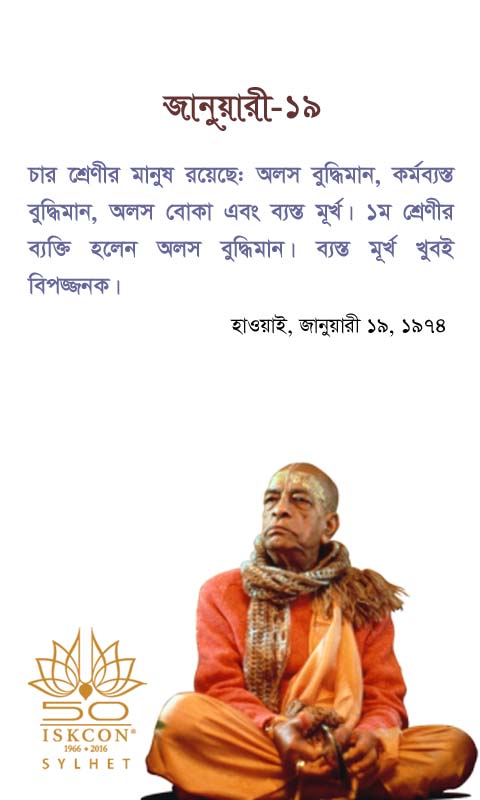 জানুয়ারী-১৯
চার শ্রেণীর মানুষ রয়েছেঃ অলস বুদ্ধিমান, কর্মব্যস্ত
বুদ্ধিমান, অলস বোকা এবং ব্যস্ত মূর্খ। ১ম শ্রেণীর
ব্যক্তি হলেন অলস বুদ্ধিমান। ব্যস্ত মূর্খ খুবই
বিপজ্জনক।
হাওয়াই, জানুয়ারী ১৯, ১৯৭৪
50
ISKCON®
1966 • 2016
SYLHET